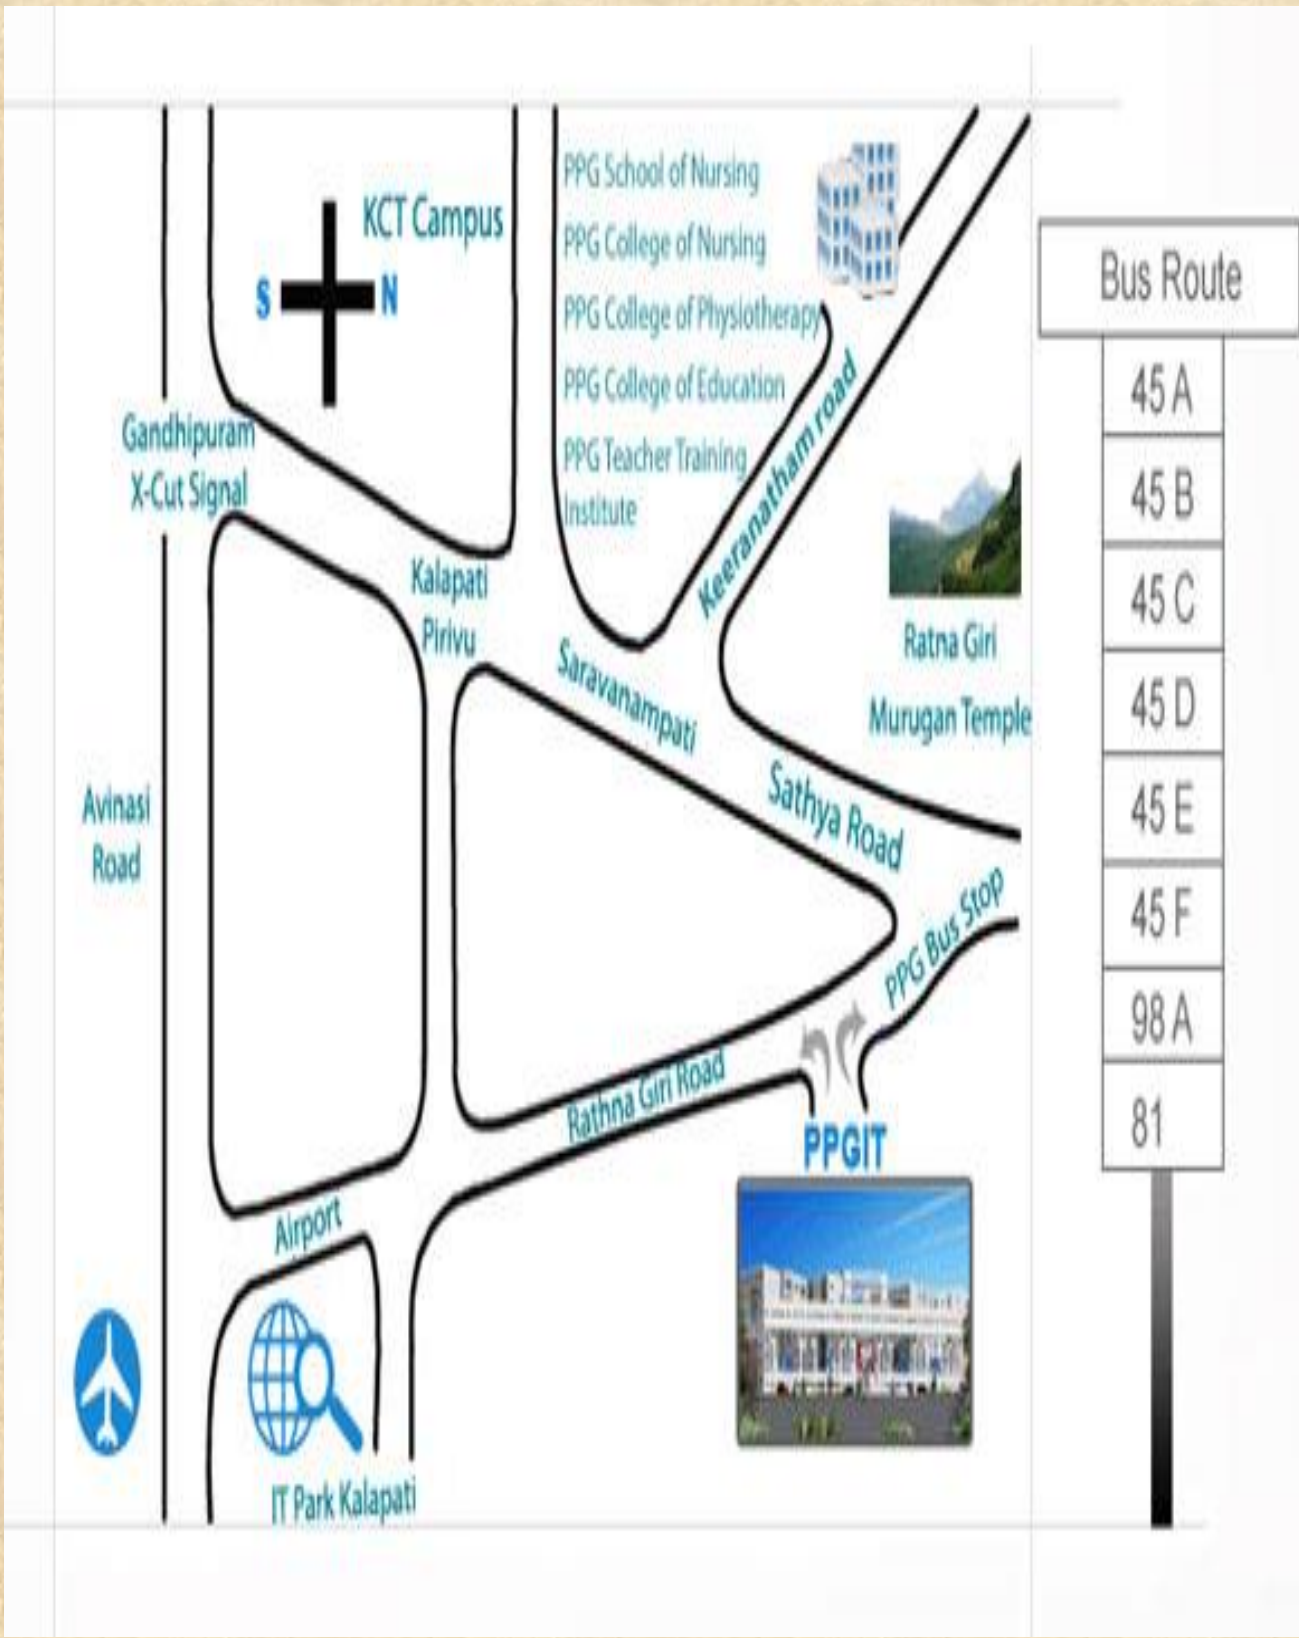 KCT Campus
S
N
PPG School of Nursing
PPG College of Nursing
PPG College of Physiotherapy
PPG College of Education
PPG Teacher Training
Institute
Keeranatham road
Gandhipuram
X-Cut Signal
Kalapati
Pirivu
Saravanampati
Ratna Giri
Murugan Temple
Sathya Road
Avinasi
Road
PPG Bus Stop
Rathna Giri Road
PPGIT
Airport
IT Park Kalapati
Bus Route
45 A
45 B
45 C
45 D
45 E
45 F
98 A
81